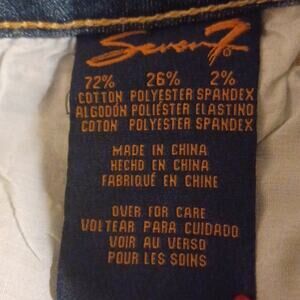 Seven7
72% 26% 2%
COTTON POLYESTER SPANDEX
ALGODÓN POLIÉSTER ELASTINO
COTON POLYESTER SPANDEX
MADE IN CHINA
HECHO EN CHINA
FABRIQUÉ EN CHINE
OVER FOR CARE
VOLTEAR PARA CUIDADO
VOIR AU VERSO
POUR LES SOINS